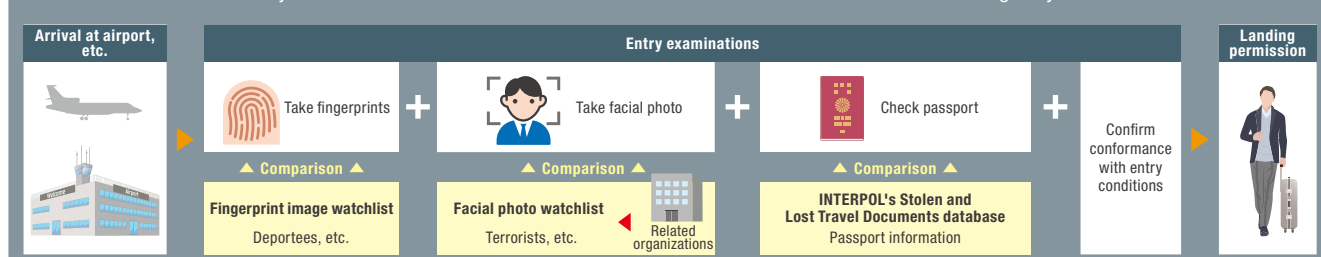 Arrival at airport,
etc.
Entry examinations
Landing
permission
Take fingerprints
Take facial photo
Check passport
Confirm
conformance
with entry
conditions
Comparison
Comparison
Comparison
Welcome
Airport
Fingerprint image watchlist
Deportees, etc.
Facial photo watchlist
Terrorists, etc.
Related
organizations
INTERPOL's Stolen and
Lost Travel Documents database
Passport information